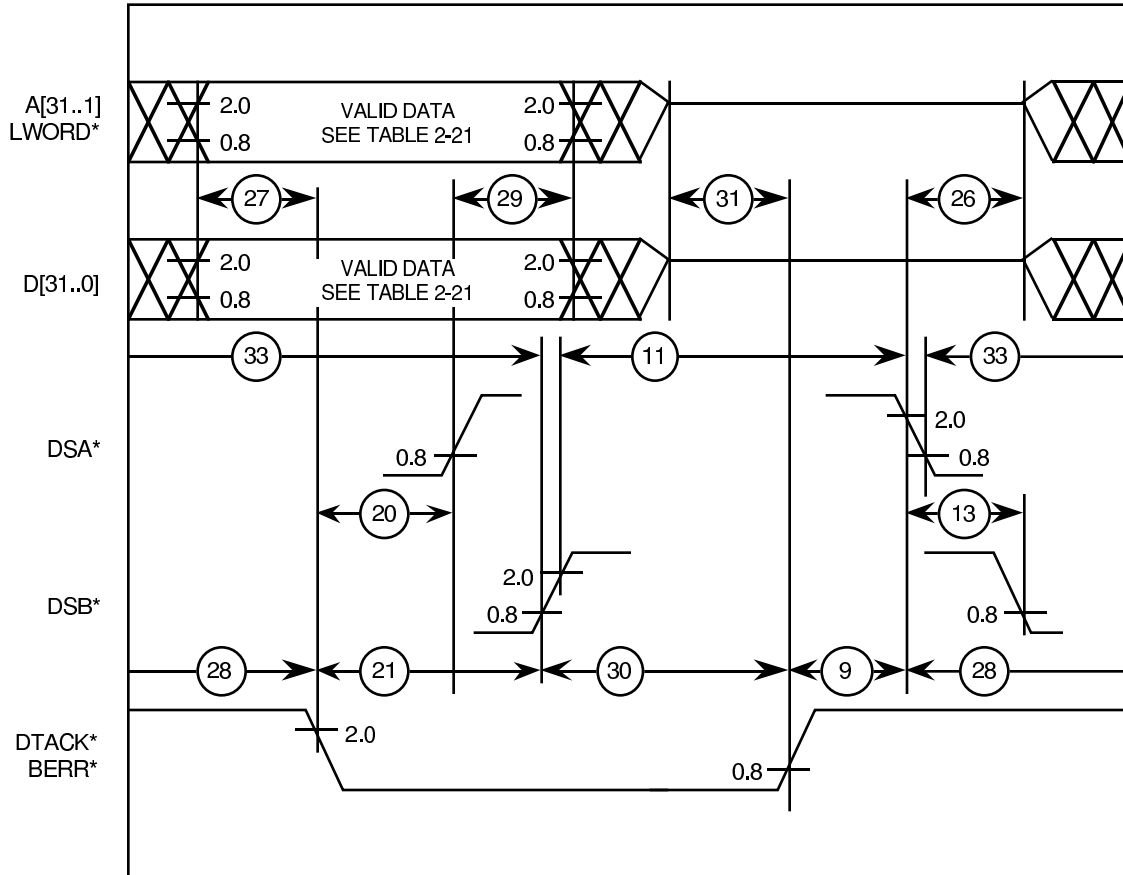 A[31..1]
LWORD*
2.0
0.8
VALID DATA
SEE TABLE 2-21
2.0
0.8
27
29
31
26
D[31..0]
2.0
0.8
VALID DATA
SEE TABLE 2-21
2.0
0.8
33
11
33
DSA*
0.8
2.0
0.8
20
13
DSB*
2.0
0.8
0.8
28
21
30
9
28
DTACK*
BERR*
2.0
0.8